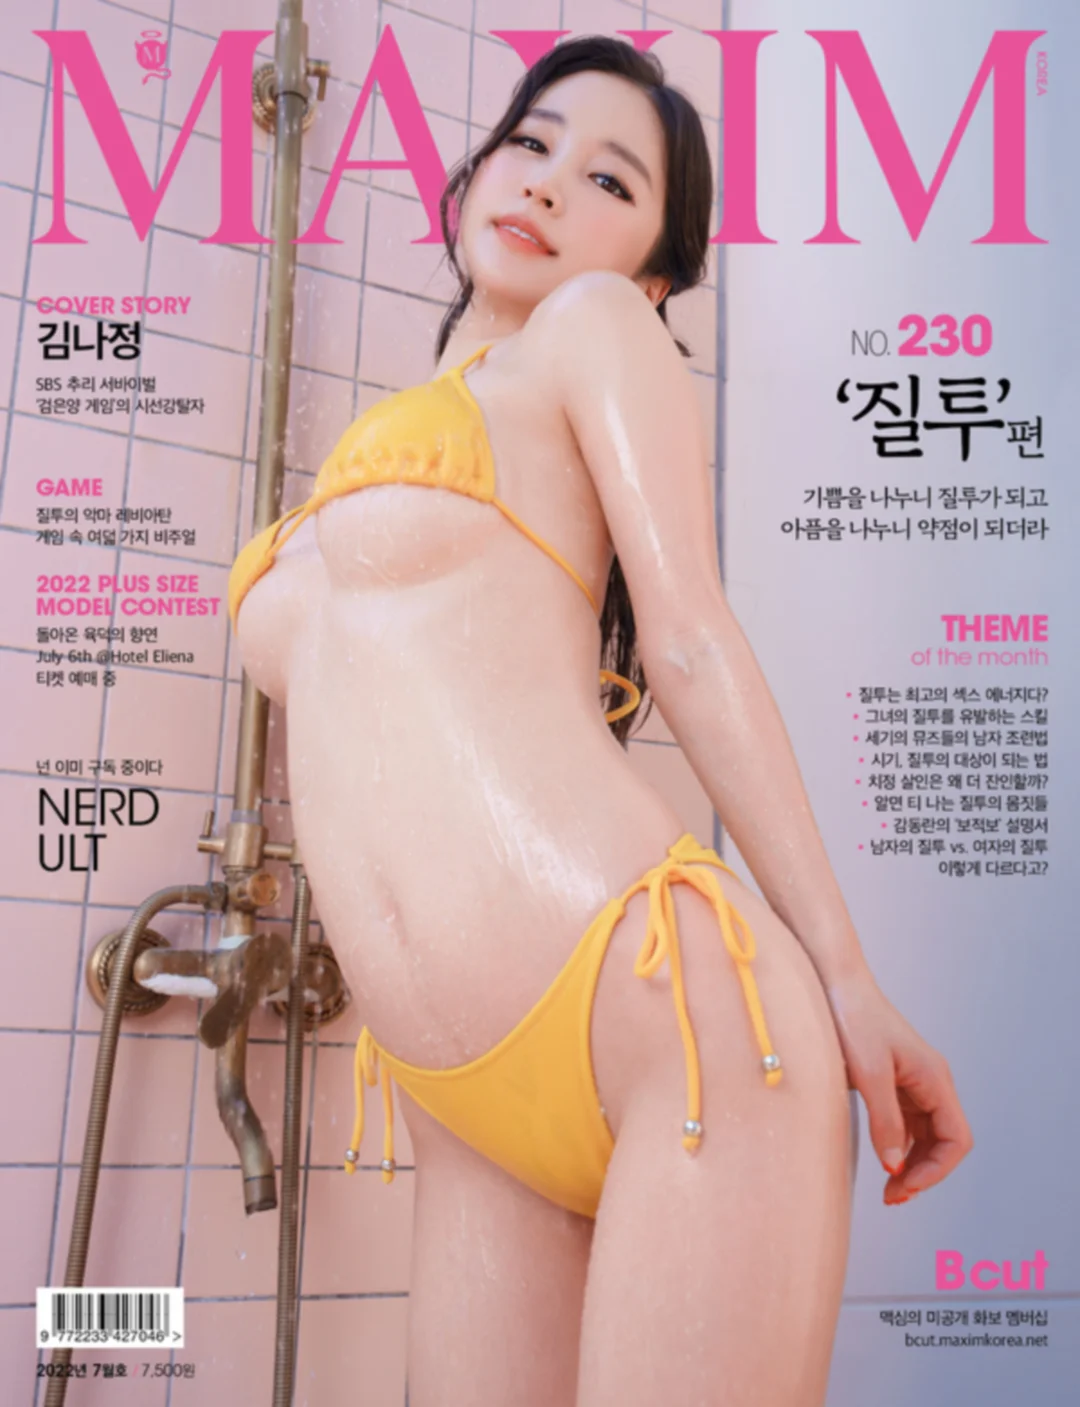 MAXIM
KOREA
M
COVER STORY
김나정
SBS 추리 서바이벌
'검은양 게임'의 시선강탈자
GAME
질투의 악마 레비아탄
게임 속 여덟 가지 비주얼
2022 PLUS SIZE
MODEL CONTEST
돌아온 육덕의 향연
July 6th @Hotel Eliena
티켓 예매 중
넌 이미 구독 중이다
NERD
ULT
NO. 230
‘질투’편
기쁨을 나누니 질투가 되고
아픔을 나누니 약점이 되더라
THEME
of the month
질투는 최고의 섹스 에너지다?
그녀의 질투를 유발하는 스킬
세기의 뮤즈들의 남자 조련법
시기, 질투의 대상이 되는 법
치정 살인은 왜 더 잔인할까?
알면 티 나는 질투의 몸짓들
감동란의 '보적보' 설명서
남자의 질투 vs. 여자의 질투
이렇게 다르다고?
Bcut
맥심의 미공개 화보 멤버십
bcut.maximkorea.net
9 772233 427046 >
2022년 7월호 / 7,500원